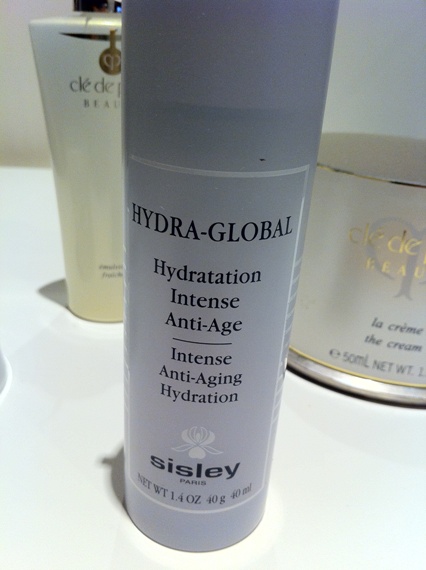 clé de
BEAU
HYDRA-GLOBAL
Hydratation
Intense
Anti-Age
Intense
Anti-Aging
Hydration
sisley
PARIS
NET WT 1.4 OZ 40 g 40 ml
clé de
BEAU
la crème
the cream
50mL NET WT. 1.